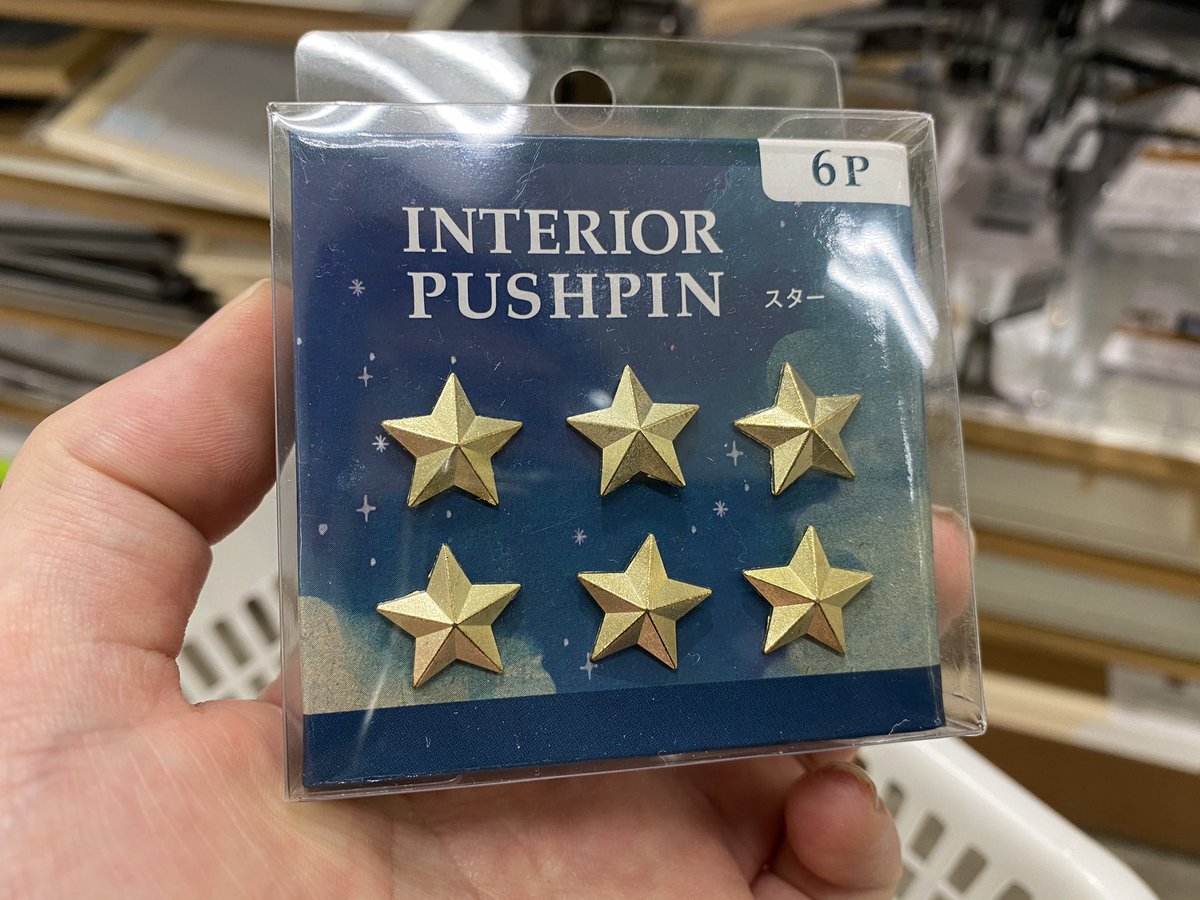 6P
INTERIOR
PUSHPIN スター